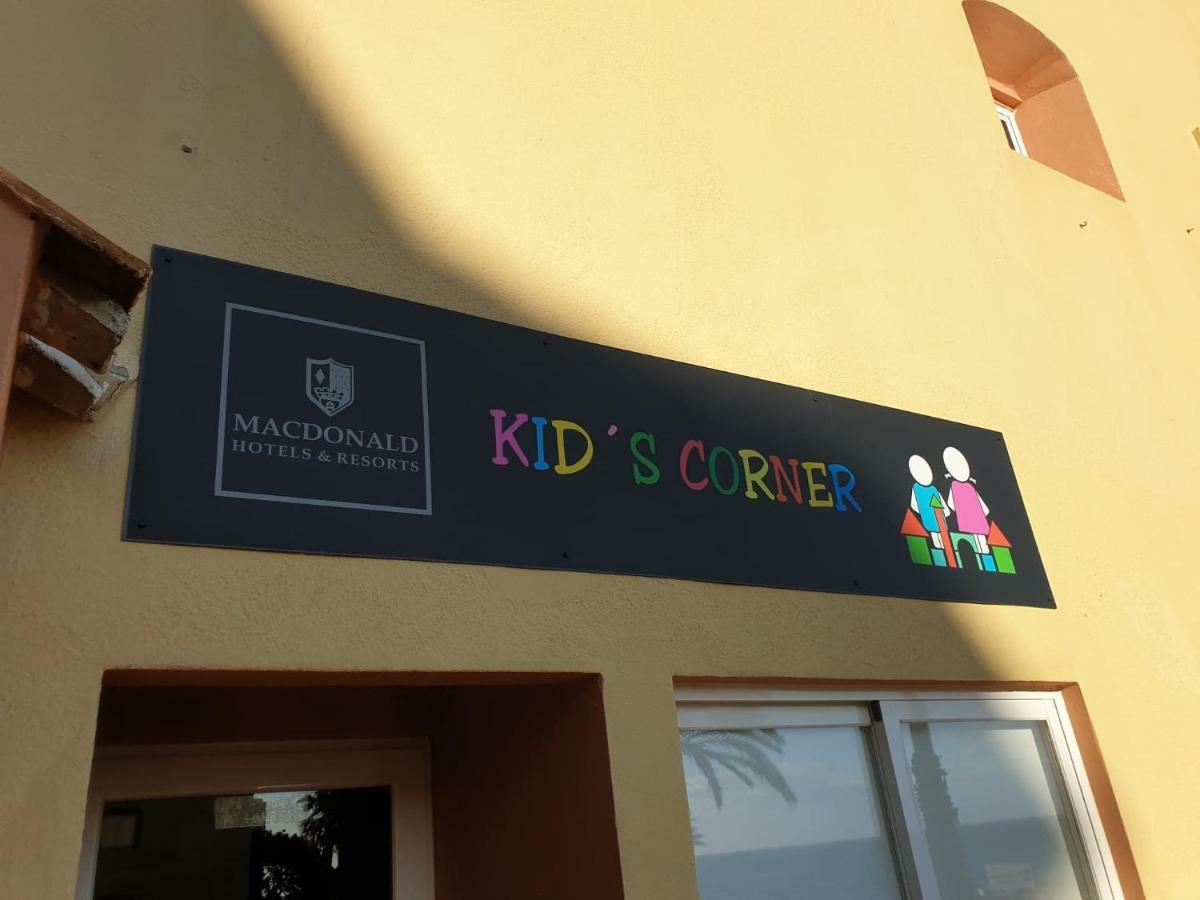 MACDONALD
HOTELS & RESORTS
KID´S CORNER